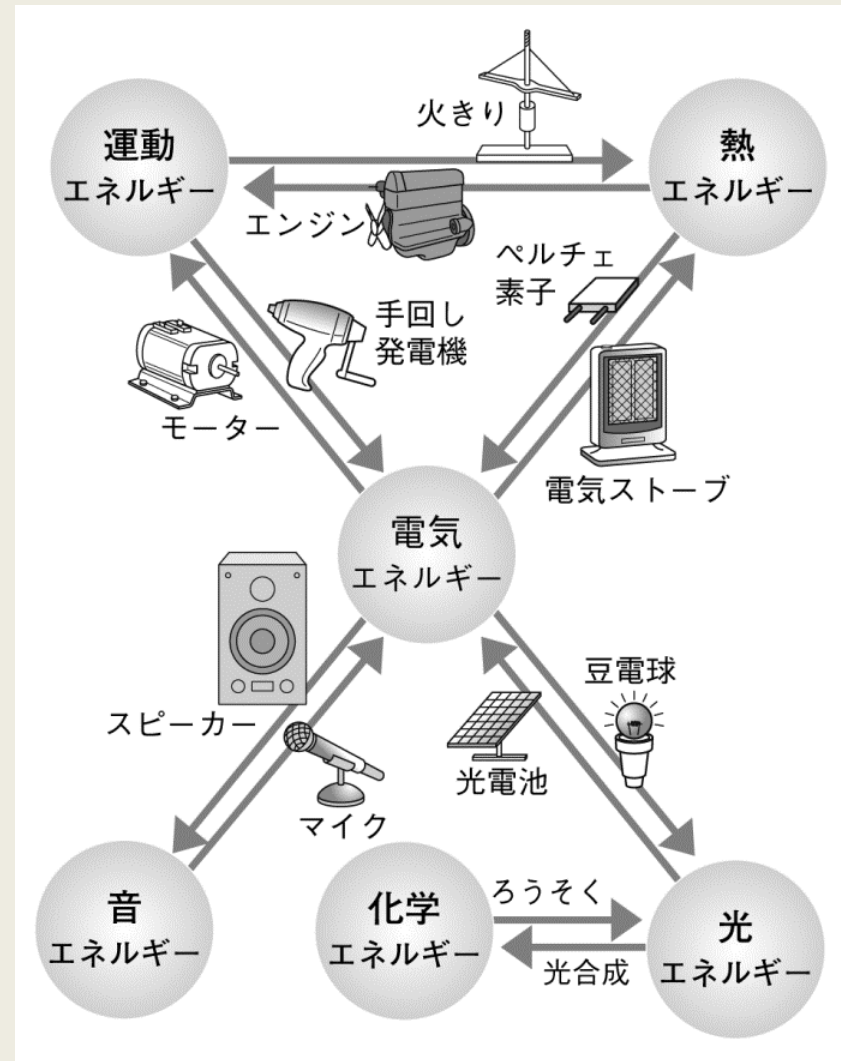 火きり
運動
エネルギー
熱
エネルギー
エンジン
ペルチェ
素子
手回し
発電機
モーター
電気ストーブ
電気
エネルギー
豆電球
スピーカー
光電池
マイク
音
エネルギー
化学
エネルギー
ろうそく
光合成
光
エネルギー